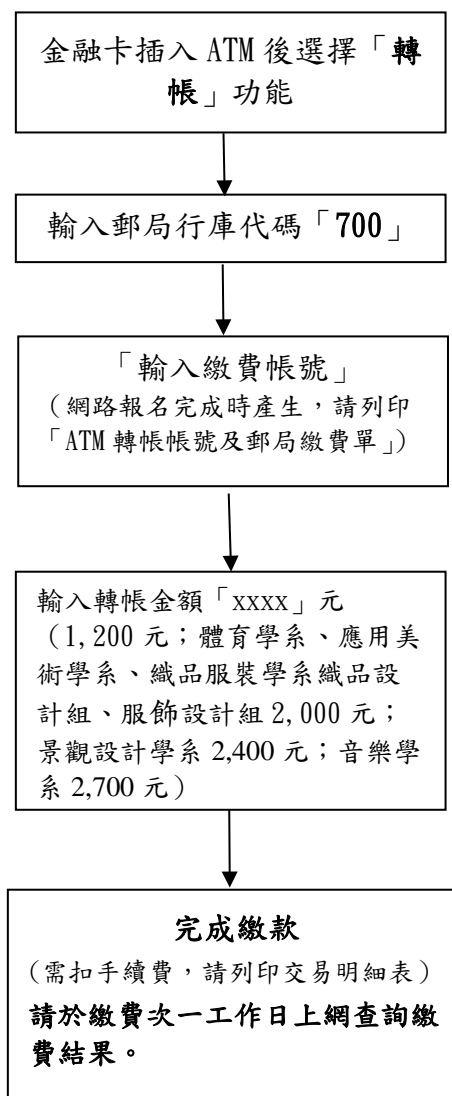 金融卡插入 ATM 後選擇「轉
帳」功能
輸入郵局行庫代碼「700」
「輸入繳費帳號」
（網路報名完成時產生，請列印
「ATM 轉帳帳號及郵局繳費單」）
輸入轉帳金額「xxxx」元
（1,200 元；體育學系、應用美
術學系、織品服裝學系織品設
計組、服飾設計組 2,000 元；
景觀設計學系 2,400 元；音樂學
系 2,700 元）
完成繳款
（需扣手續費，請列印交易明細表）
請於繳費次一工作日上網查詢繳
費結果。